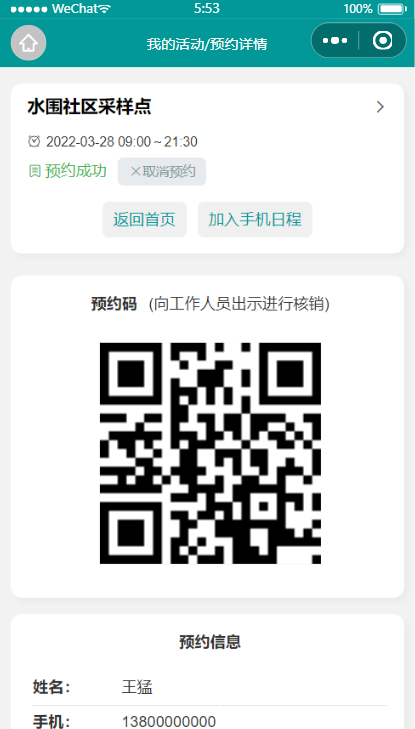 WeChat 5:53 100%
我的活动/预约详情
水围社区采样点
2022-03-28 09:00～21:30
预约成功 ×取消预约
返回首页 加入手机日程
预约码 (向工作人员出示进行核销)
预约信息
姓名： 王猛
手机： 13800000000